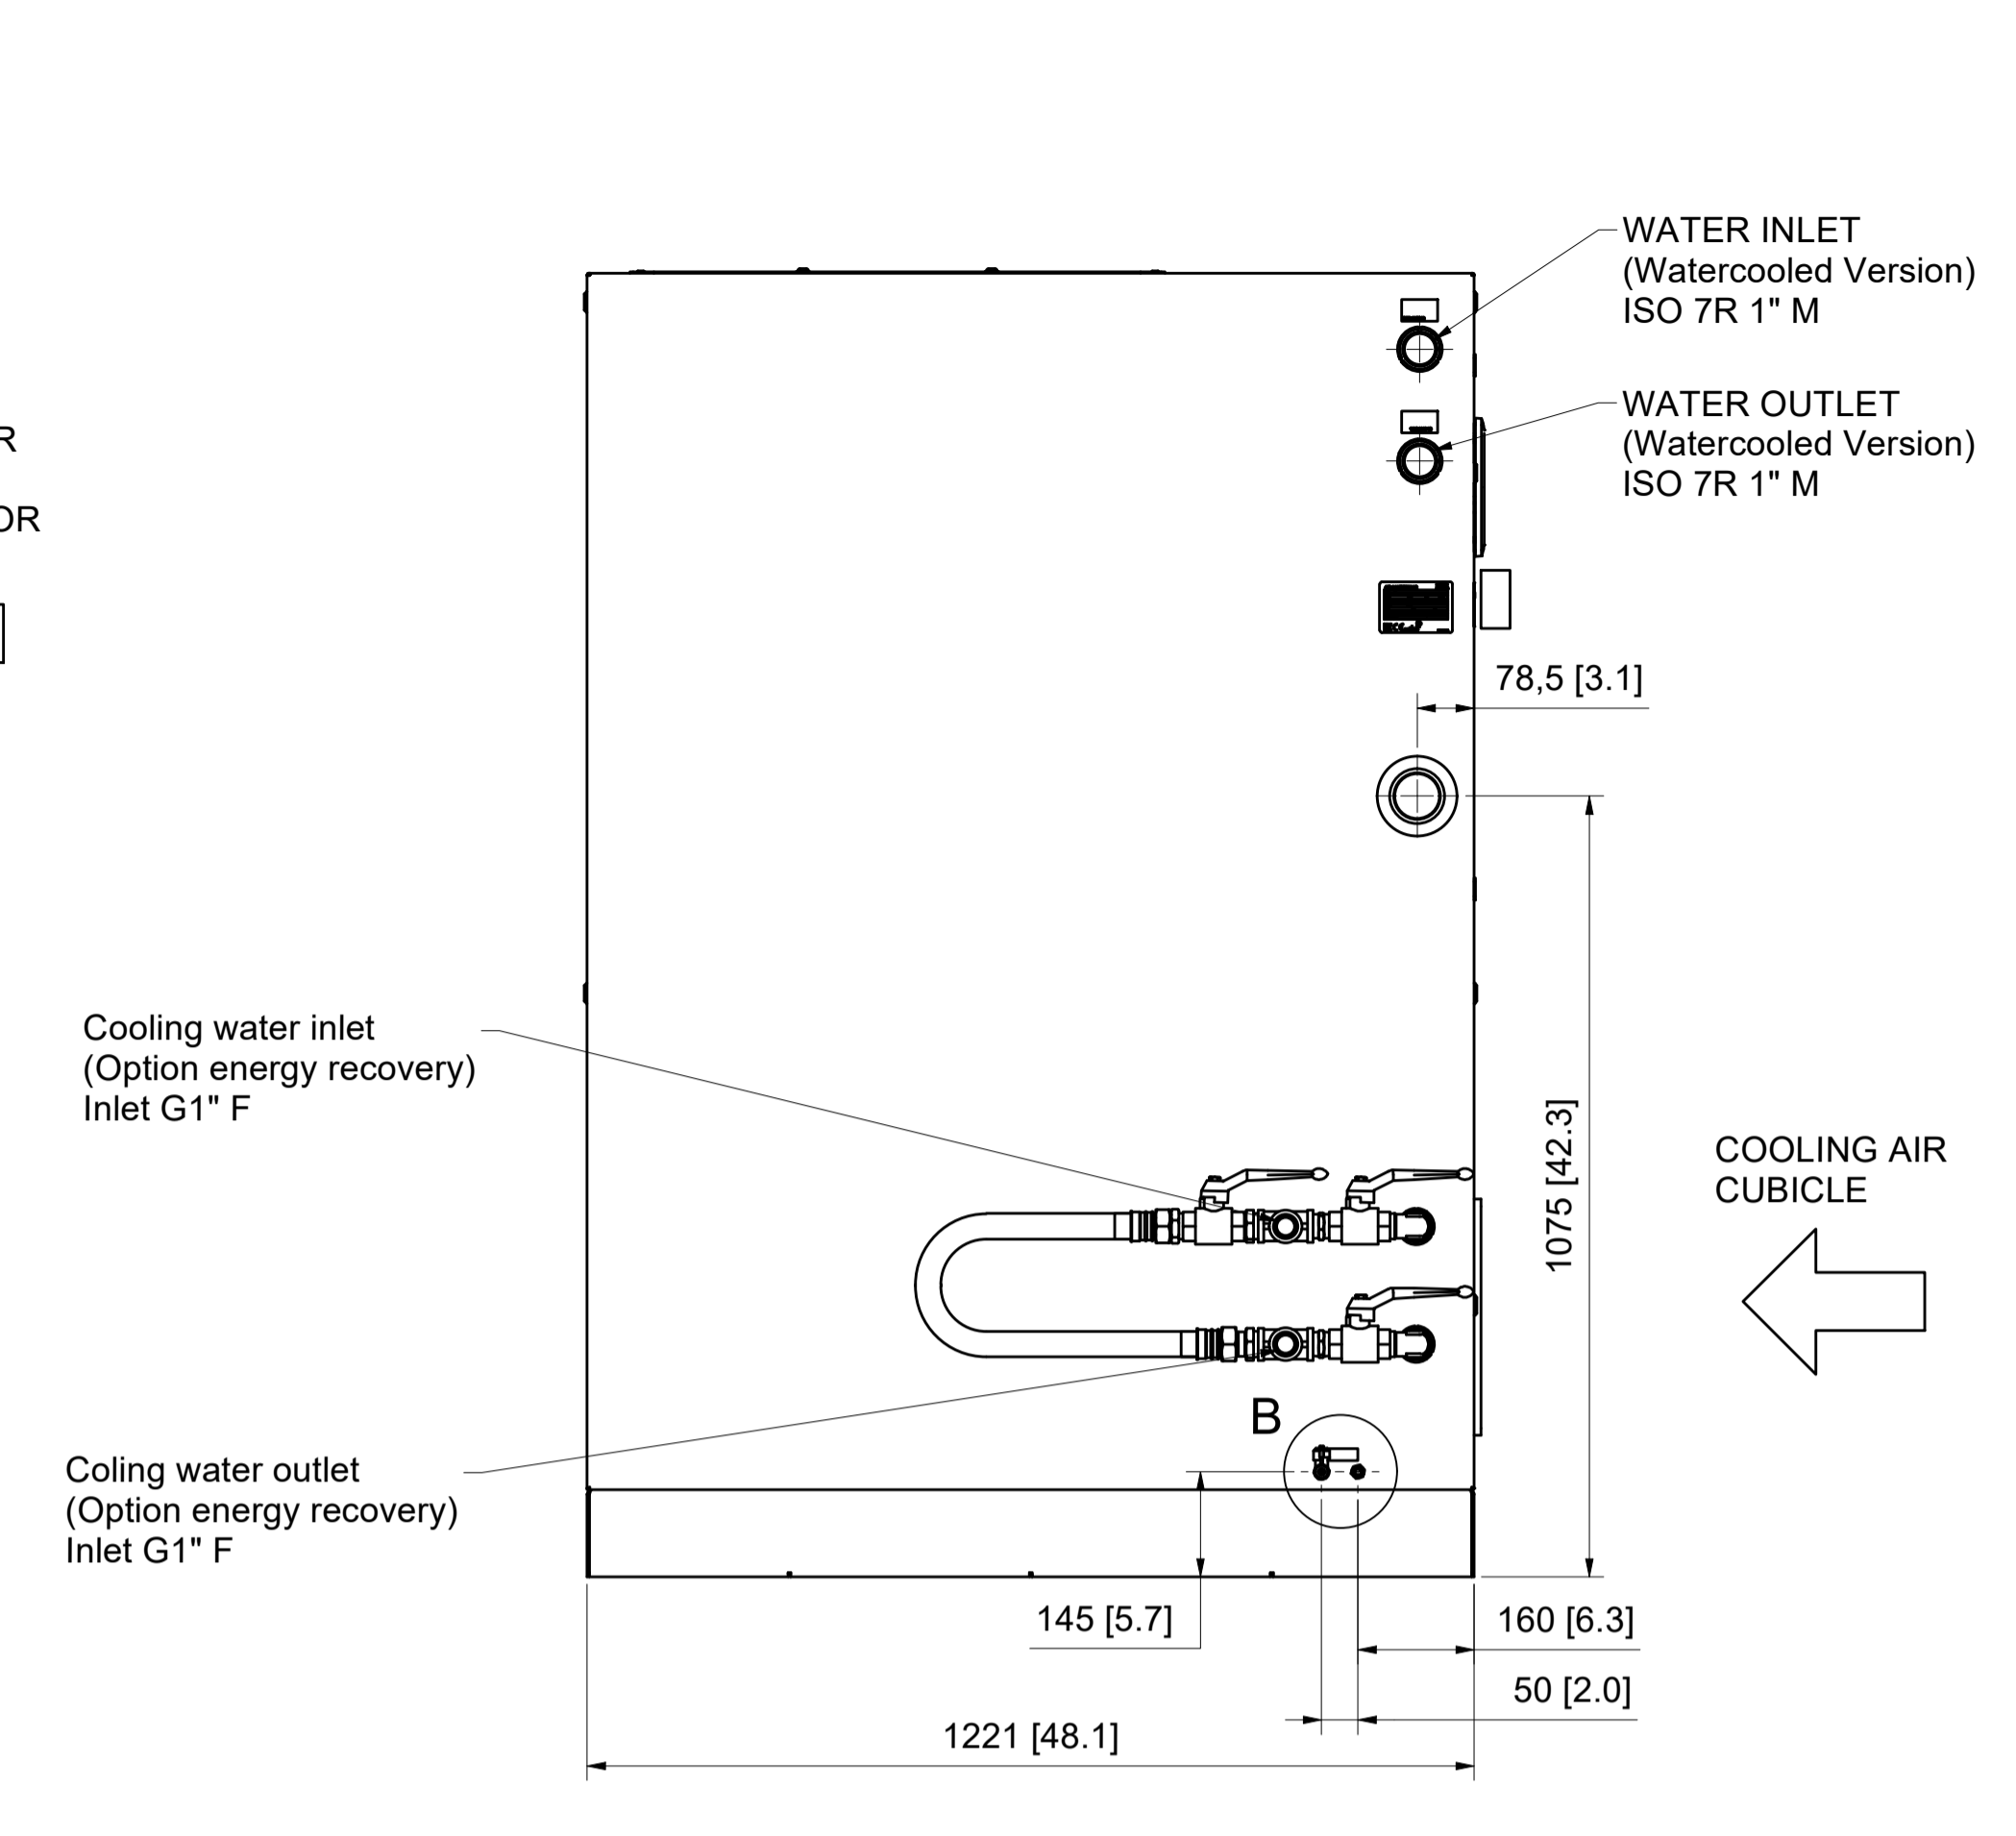 WATER INLET
(Watercooled Version)
ISO 7R 1" M
WATER OUTLET
(Watercooled Version)
ISO 7R 1" M
R
OR
78,5 [3.1]
Cooling water inlet
(Option energy recovery)
Inlet G1" F
1075 [42.3]
COOLING AIR
CUBICLE
B
Coling water outlet
(Option energy recovery)
Inlet G1" F
145 [5.7]
160 [6.3]
50 [2.0]
1221 [48.1]